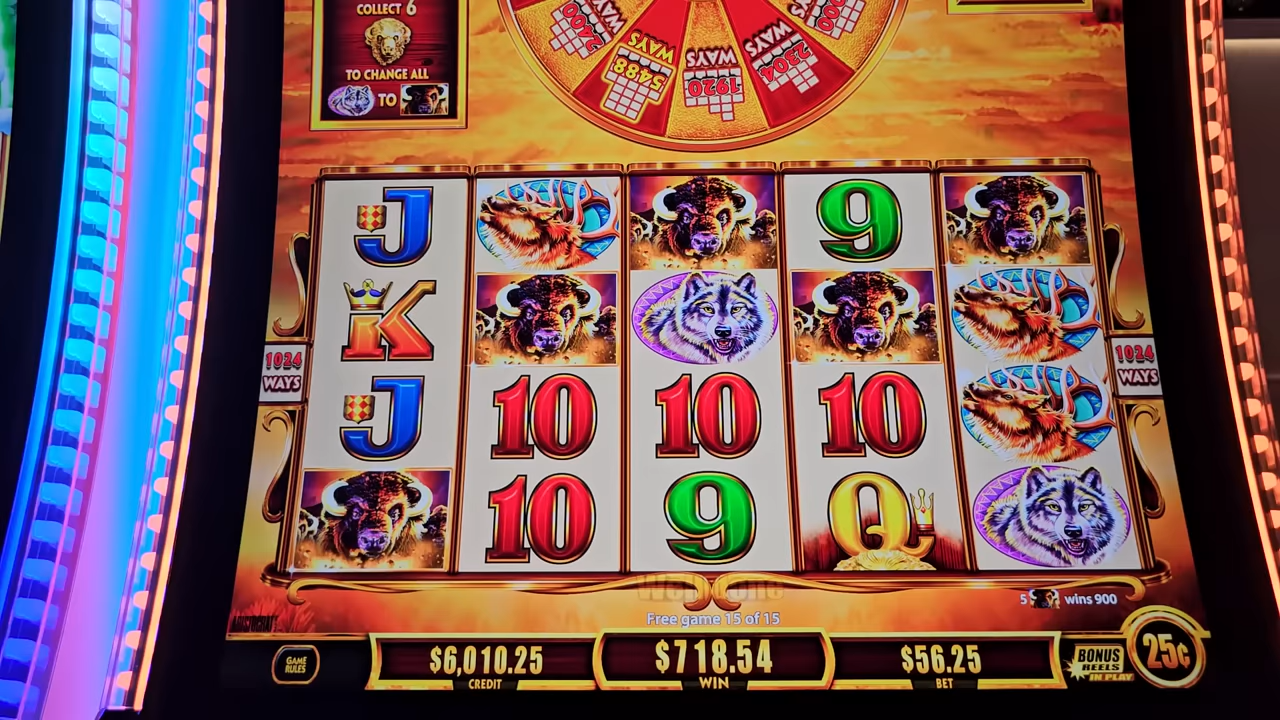 COLLECT 6
TO CHANGE ALL
TO
2400
WAYS
5488
WAYS
1920
WAYS
2304
WAYS
J
9
K
1024
WAYS
1024
WAYS
J
10
10
10
10
9
Q
Well Done
5
wins 900
Free game 15 of 15
GAME
RULES
$6,010.25
CREDIT
$718.54
WIN
$56.25
BET
BONUS
REELS
IN PLAY
25¢